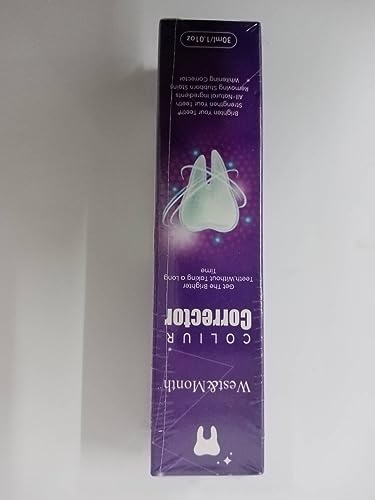 West&Month
COLIUR
Corrector
Get The Brighter
Teeth,Without Taking a Long
Time
Brighten Your Teeth*
Strengthen Your Teeth
All-Natural Ingredients
Removing Stubborn Stains
Whitening Corrector
30ml/1.01oz